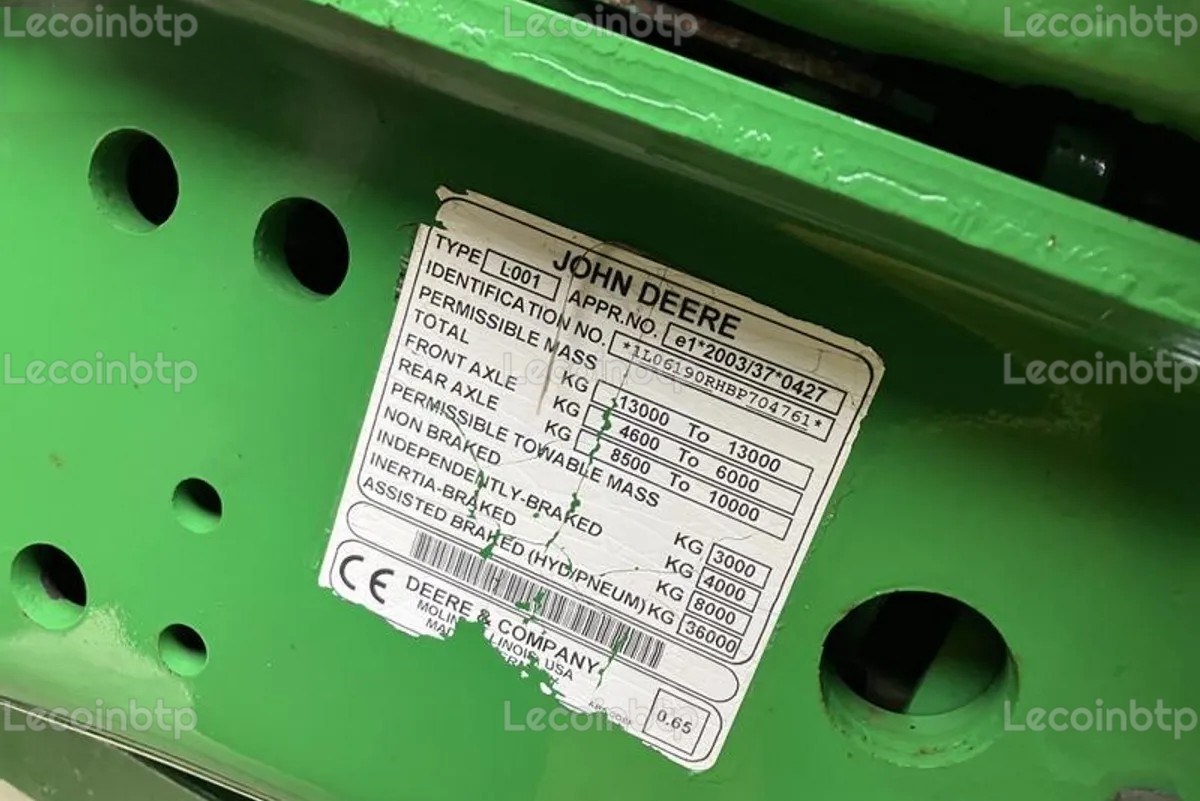 JOHN DEERE
TYPE L001 APPR.NO. e1*2003/37*0427
IDENTIFICATION NO. *1L06190RHBP704761*
PERMISSIBLE MASS
TOTAL KG 13000 To 13000
FRONT AXLE KG 4600 To 6000
REAR AXLE KG 8500 To 10000
PERMISSIBLE TOWABLE MASS
NON BRAKED KG 3000
INDEPENDENTLY-BRAKED KG 4000
INERTIA-BRAKED KG 8000
ASSISTED BRAKED (HYD/PNEUM) KG 36000
CE DEERE & COMPANY,
USA
0.65
Lecoinbtp Lecoinbtp Lecoinbtp
Lecoinbtp Lecoinbtp Lecoinbtp
Lecoinbtp Lecoinbtp Lecoinbtp